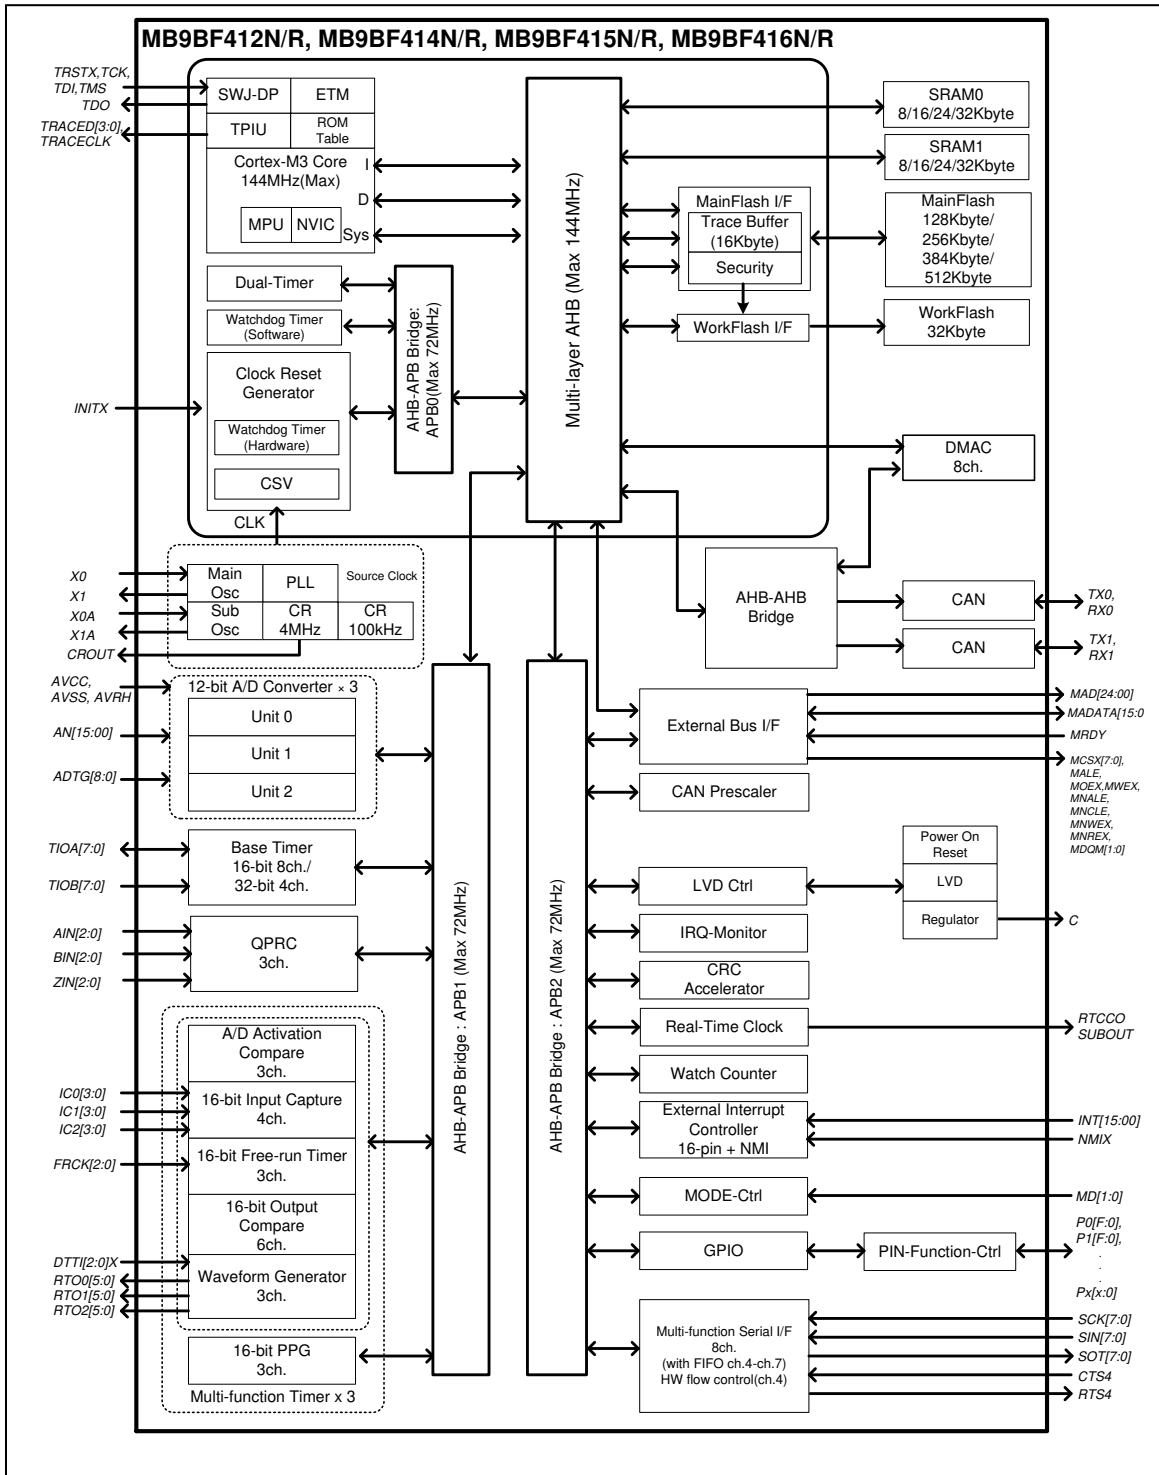 MB9BF412N/R, MB9BF414N/R, MB9BF415N/R, MB9BF416N/R
TRSTX,TCK,
TDI,TMS
TDO
TRACED[3:0],
TRACECLK
SWJ-DP
ETM
TPIU
ROM
Table
Cortex-M3 Core
144MHz(Max)
I
D
Sys
MPU
NVIC
Dual-Timer
Watchdog Timer
(Software)
Clock Reset
Generator
Watchdog Timer
(Hardware)
CSV
CLK
INITX
AHB-APB Bridge:
APB0(Max 72MHz)
Multi-layer AHB (Max 144MHz)
MainFlash I/F
Trace Buffer
(16Kbyte)
Security
WorkFlash I/F
SRAM0
8/16/24/32Kbyte
SRAM1
8/16/24/32Kbyte
MainFlash
128Kbyte/
256Kbyte/
384Kbyte/
512Kbyte
WorkFlash
32Kbyte
DMAC
8ch.
AHB-AHB
Bridge
CAN
TX0,
RX0
CAN
TX1,
RX1
X0
X1
X0A
X1A
CROUT
Main
Osc
PLL
Source Clock
Sub
Osc
CR
4MHz
CR
100kHz
AVCC,
AVSS, AVRH
AN[15:00]
ADTG[8:0]
12-bit A/D Converter × 3
Unit 0
Unit 1
Unit 2
TIOA[7:0]
TIOB[7:0]
Base Timer
16-bit 8ch./
32-bit 4ch.
AIN[2:0]
BIN[2:0]
ZIN[2:0]
QPRC
3ch.
A/D Activation
Compare
3ch.
IC0[3:0]
IC1[3:0]
IC2[3:0]
16-bit Input Capture
4ch.
FRCK[2:0]
16-bit Free-run Timer
3ch.
16-bit Output
Compare
6ch.
DTTI[2:0]X
RTO0[5:0]
RTO1[5:0]
RTO2[5:0]
Waveform Generator
3ch.
16-bit PPG
3ch.
Multi-function Timer x 3
AHB-APB Bridge : APB1 (Max 72MHz)
AHB-APB Bridge : APB2 (Max 72MHz)
External Bus I/F
MAD[24:00]
MADATA[15:0
MRDY
MCSX[7:0],
MALE,
MOEX,MWEX,
MNALE,
MNCLE,
MNWEX,
MNREX,
MDQM[1:0]
CAN Prescaler
LVD Ctrl
Power On
Reset
LVD
Regulator
C
IRQ-Monitor
CRC
Accelerator
Real-Time Clock
RTCCO
SUBOUT
Watch Counter
External Interrupt
Controller
16-pin + NMI
INT[15:00]
NMIX
MODE-Ctrl
MD[1:0]
GPIO
PIN-Function-Ctrl
P0[F:0],
P1[F:0],
.
.
.
Px[x:0]
Multi-function Serial I/F
8ch.
(with FIFO ch.4-ch.7)
HW flow control(ch.4)
SCK[7:0]
SIN[7:0]
SOT[7:0]
CTS4
RTS4